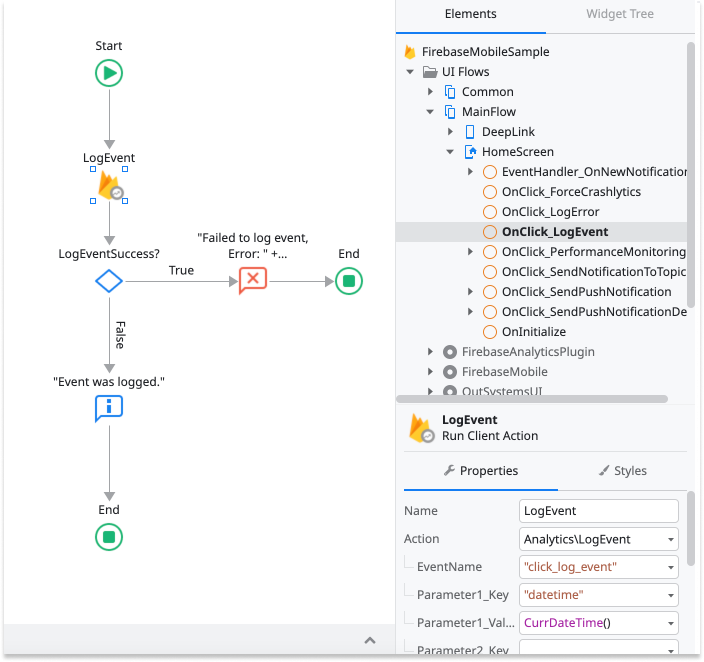 Start
LogEvent
LogEventSuccess?
"Failed to log event,
Error: " +...
End
True
False
"Event was logged."
End
Elements
Widget Tree
FirebaseMobileSample
UI Flows
Common
MainFlow
DeepLink
HomeScreen
EventHandler_OnNewNotification
OnClick_ForceCrashlytics
OnClick_LogError
OnClick_LogEvent
OnClick_PerformanceMonitoring
OnClick_SendNotificationToTopic
OnClick_SendPushNotification
OnClick_SendPushNotificationDe
OnInitialize
FirebaseAnalyticsPlugin
FirebaseMobile
OutSystemsUI
LogEvent
Run Client Action
Properties
Styles
Name
LogEvent
Action
Analytics\LogEvent
EventName
"click_log_event"
Parameter1_Key
"datetime"
Parameter1_Val...
CurrDateTime()
Parameter2_Key